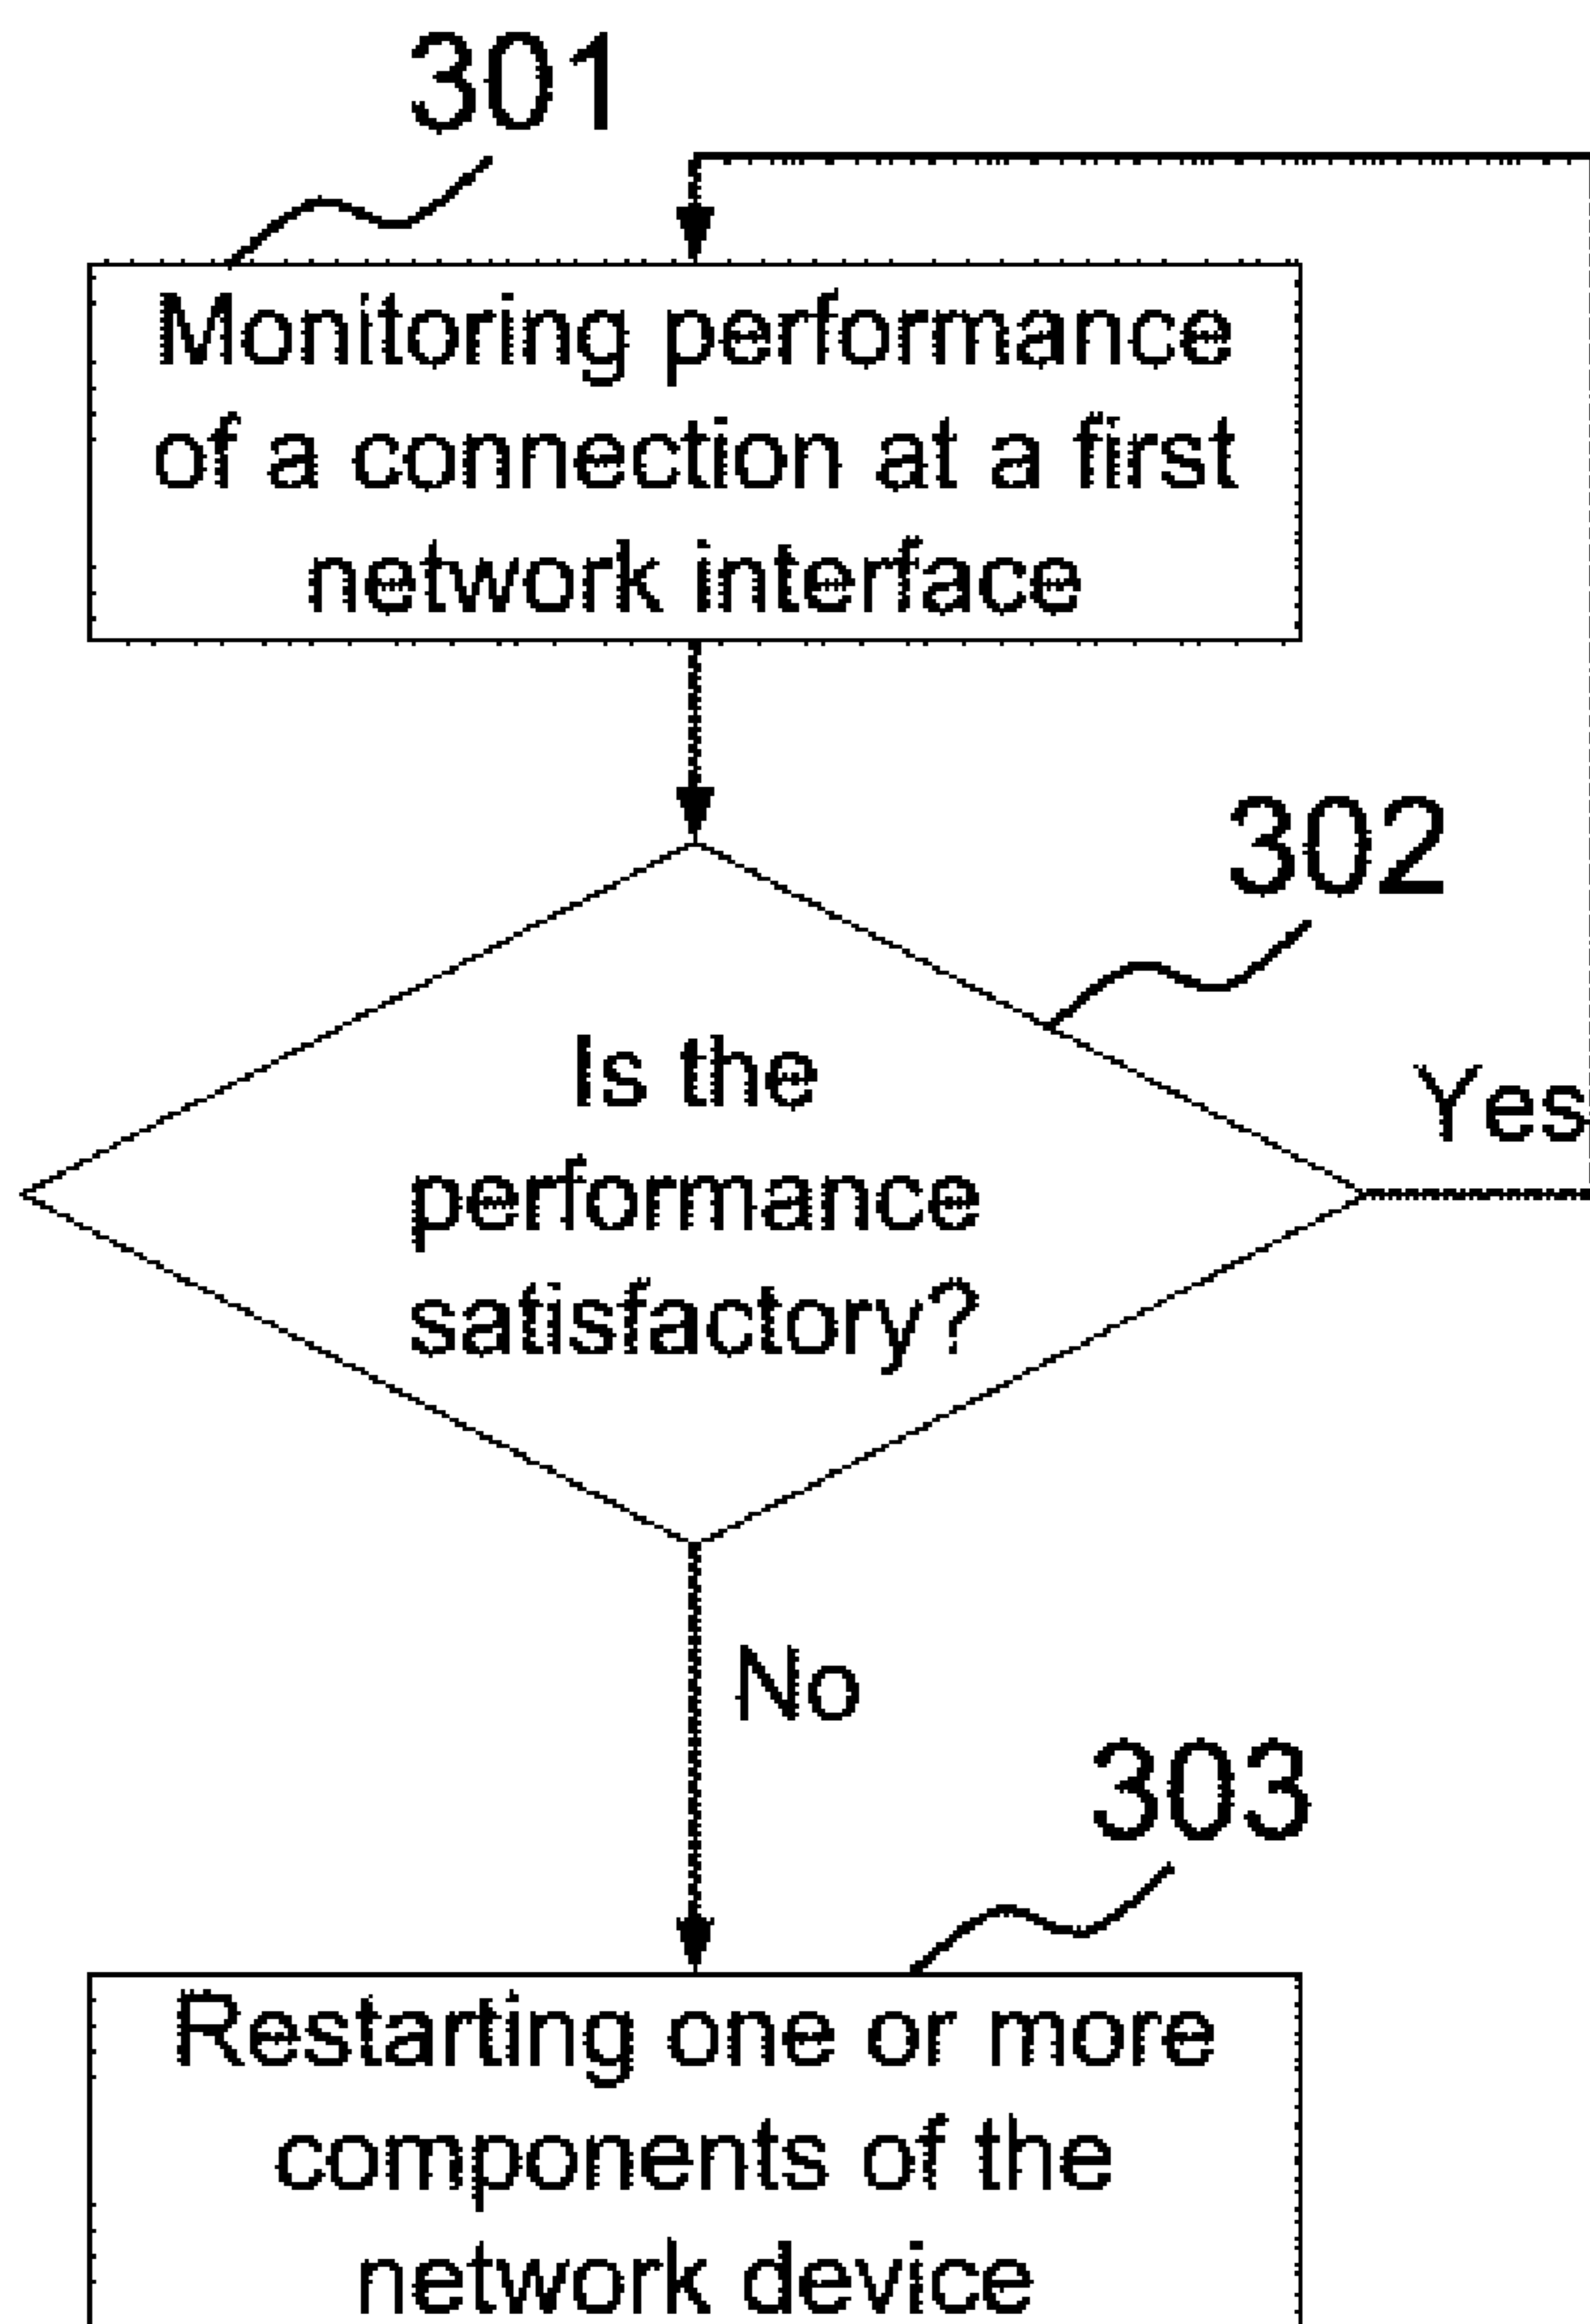 301
Monitoring performance
of a connection at a first
network interface
302
Is the
performance
satisfactory?
Yes
No
303
Restarting one or more
components of the
network device